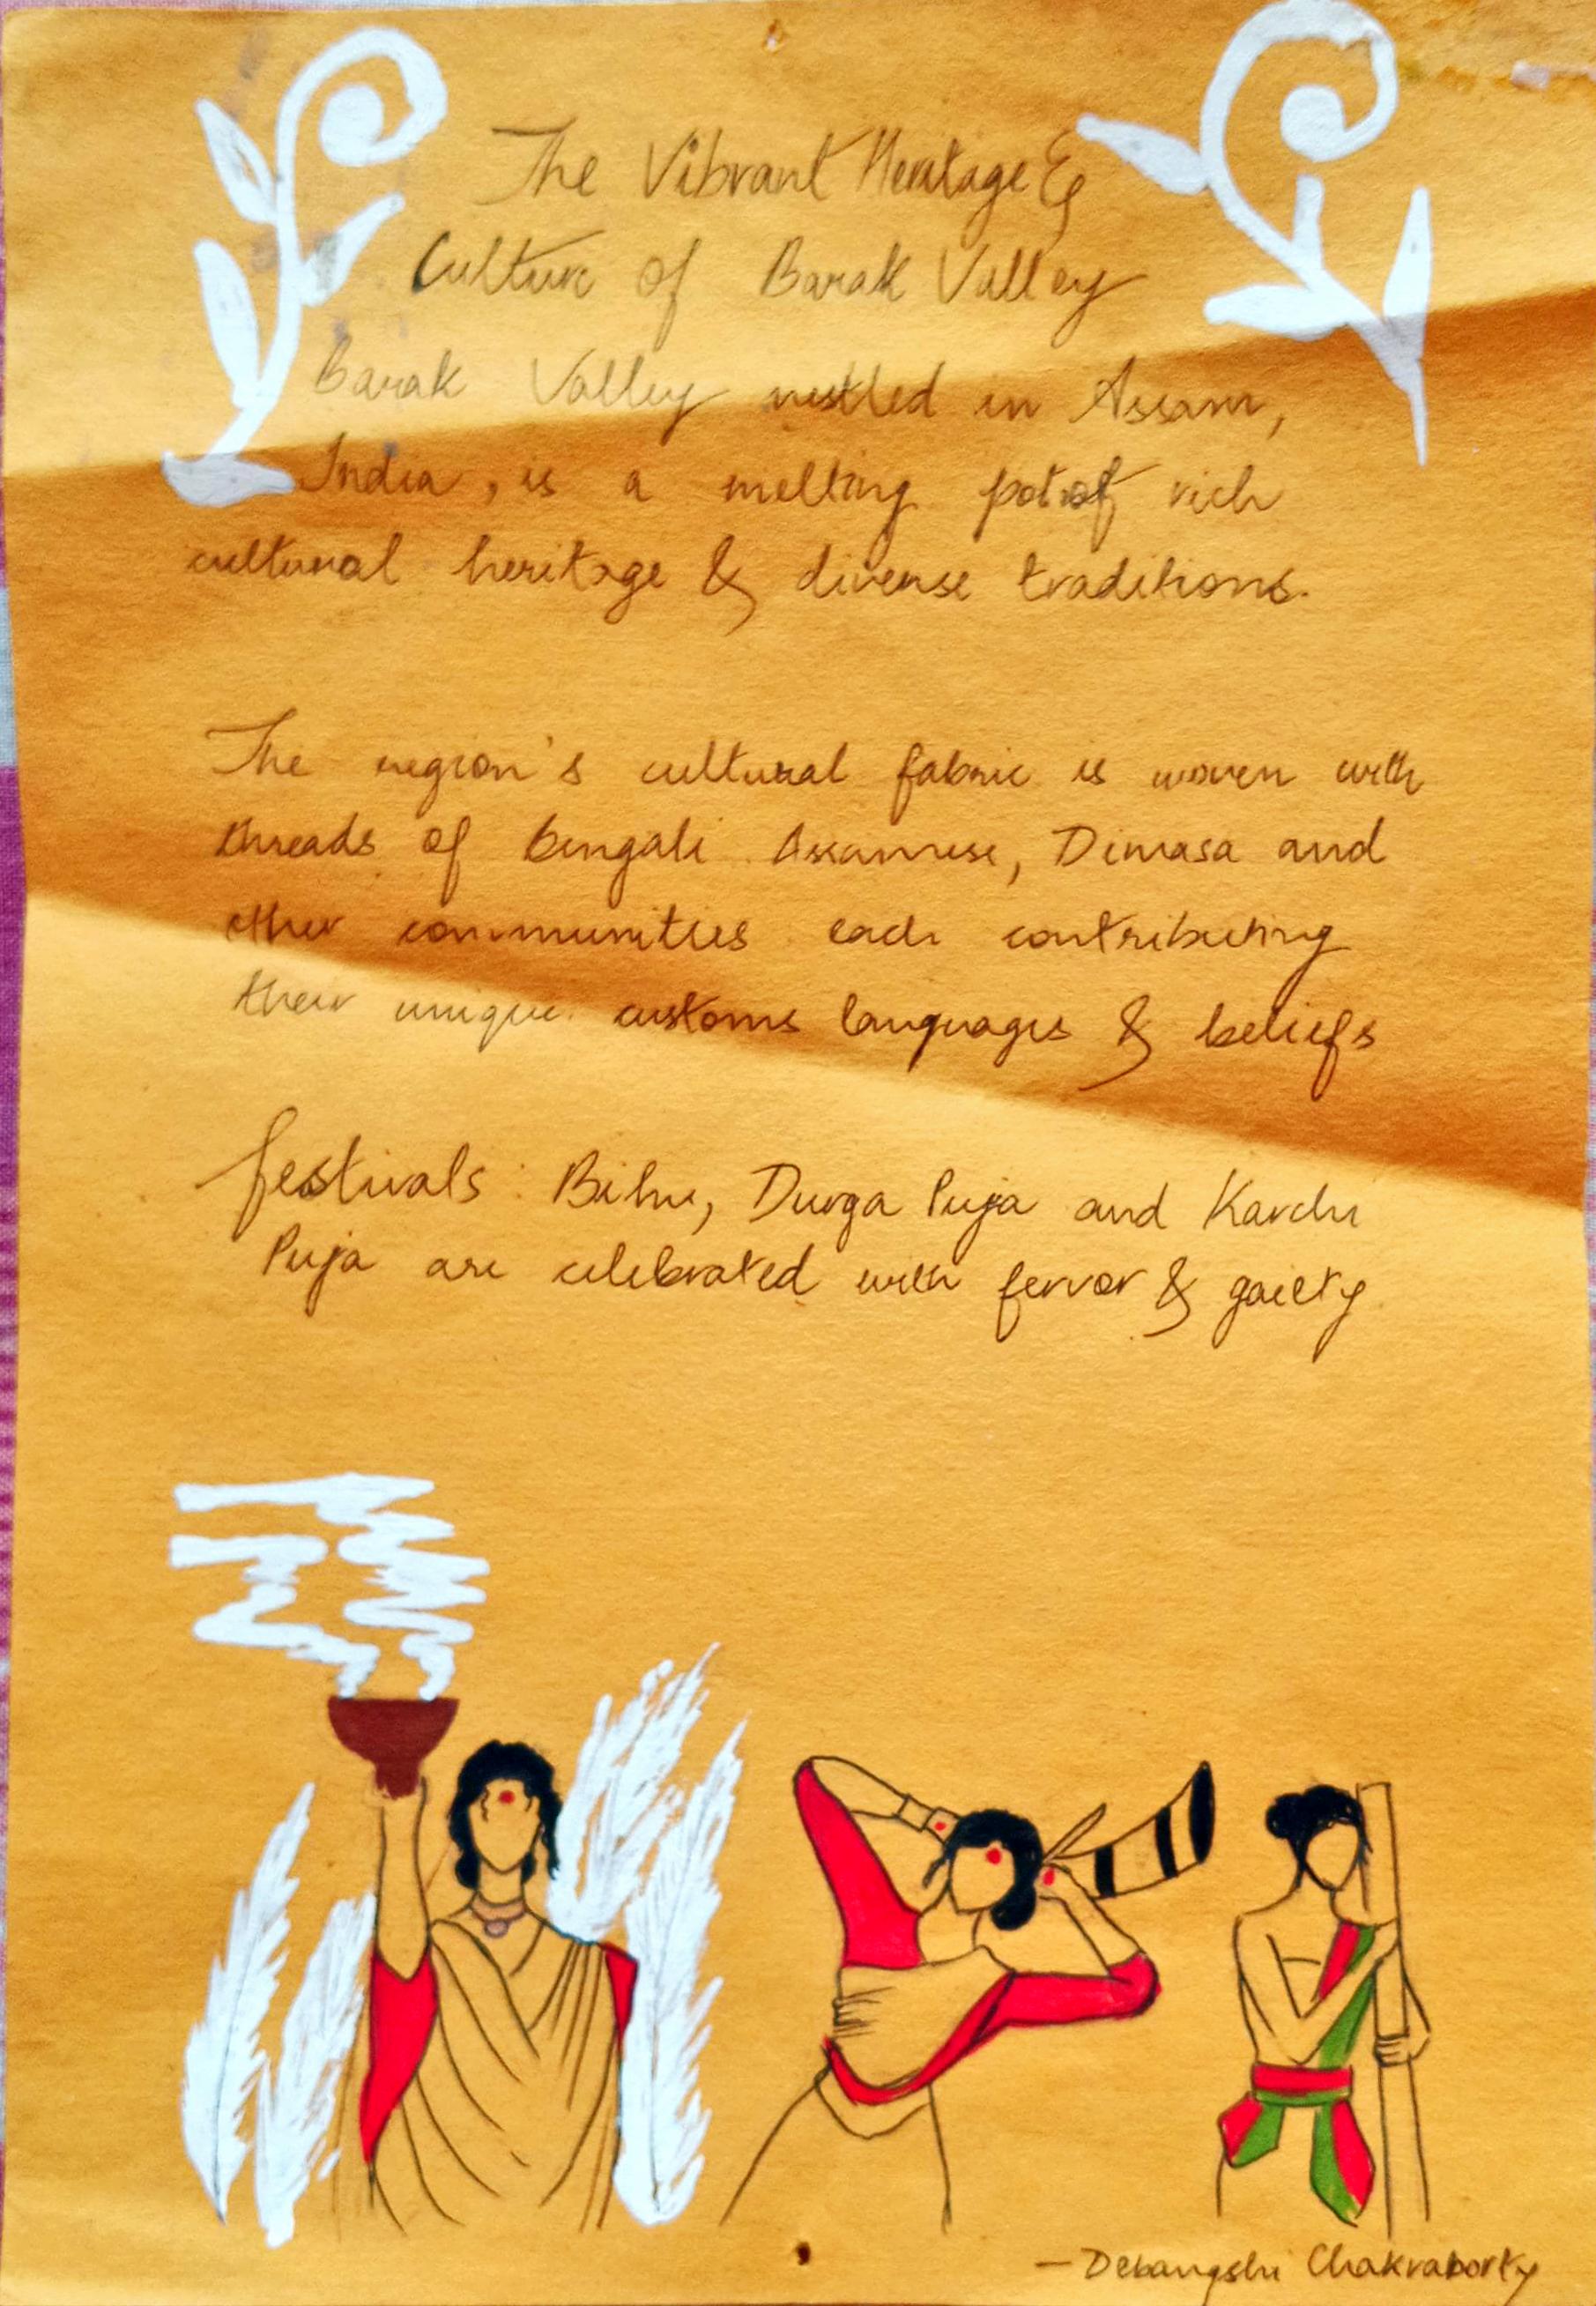 The Vibrant Heritage &
Culture of Barak Valley
Barak Valley nestled in Assam,
India, is a melting pot of rich
cultural heritage & diverse traditions.
The region's cultural fabric is woven with
threads of Bengali Assamese, Dimasa and
other communities each contributing
their unique customs languages & beliefs
festivals: Bihu, Durga Puja and Karchi
Puja are celebrated with fervor & gaiety
—Debangshi Chakraborty